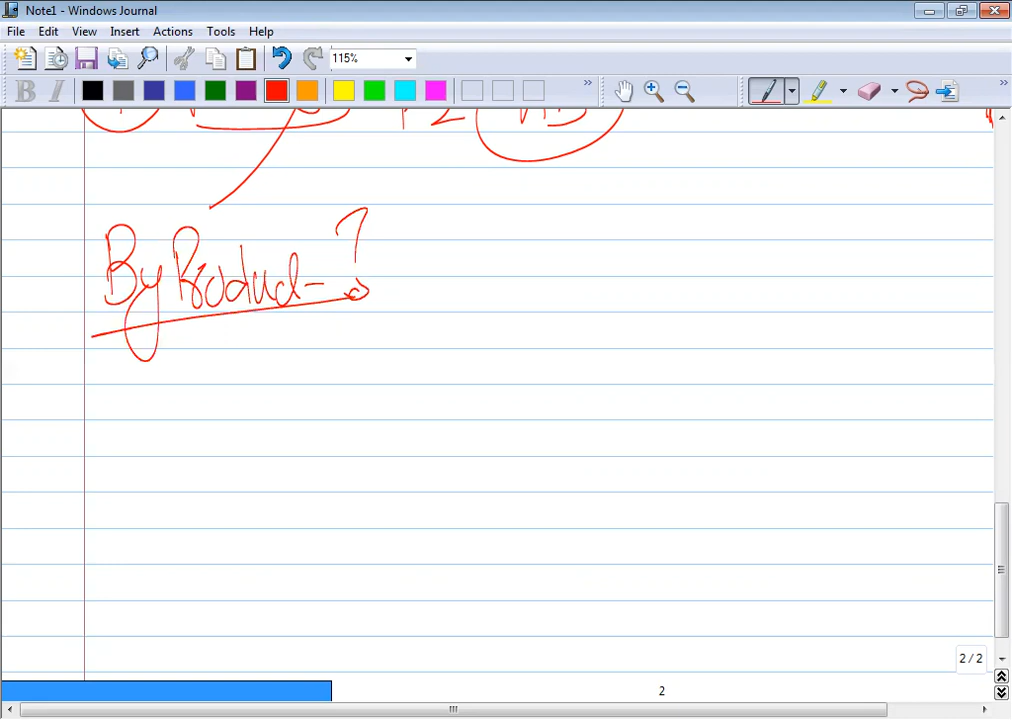 Note1 - Windows Journal
File Edit View Insert Actions Tools Help
115%
B I
By Product - ?
2 / 2
2